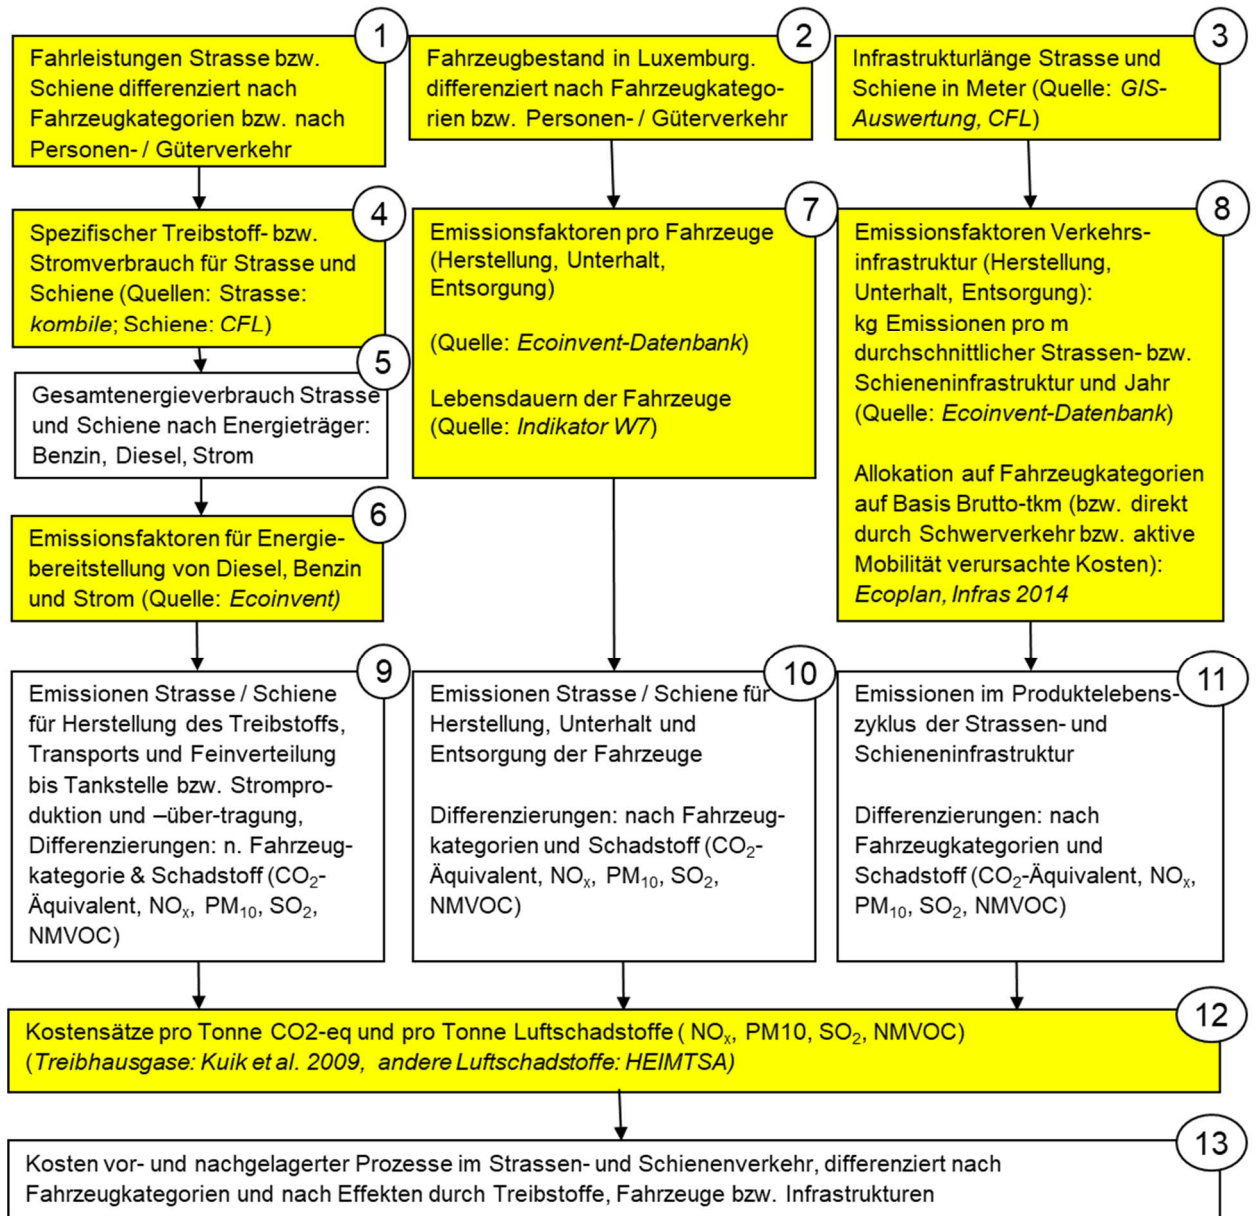 1
Fahrleistungen Strasse bzw.
Schiene differenziert nach
Fahrzeugkategorien bzw. nach
Personen- / Güterverkehr
2
Fahrzeugbestand in Luxemburg.
differenziert nach Fahrzeugkatego-
rien bzw. Personen- / Güterverkehr
3
Infrastrukturlänge Strasse und
Schiene in Meter (Quelle: GIS-
Auswertung, CFL)
4
Spezifischer Treibstoff- bzw.
Stromverbrauch für Strasse und
Schiene (Quellen: Strasse:
kombile; Schiene: CFL)
5
Gesamtenergieverbrauch Strasse
und Schiene nach Energieträger:
Benzin, Diesel, Strom
6
Emissionsfaktoren für Energie-
bereitstellung von Diesel, Benzin
und Strom (Quelle: Ecoinvent)
7
Emissionsfaktoren pro Fahrzeuge
(Herstellung, Unterhalt,
Entsorgung)
(Quelle: Ecoinvent-Datenbank)
Lebensdauern der Fahrzeuge
(Quelle: Indikator W7)
8
Emissionsfaktoren Verkehrs-
infrastruktur (Herstellung,
Unterhalt, Entsorgung):
kg Emissionen pro m
durchschnittlicher Strassen- bzw.
Schieneninfrastruktur und Jahr
(Quelle: Ecoinvent-Datenbank)
Allokation auf Fahrzeugkategorien
auf Basis Brutto-tkm (bzw. direkt
durch Schwerverkehr bzw. aktive
Mobilität verursachte Kosten):
Ecoplan, Infras 2014
9
Emissionen Strasse / Schiene
für Herstellung des Treibstoffs,
Transports und Feinverteilung
bis Tankstelle bzw. Strompro-
duktion und –über-tragung,
Differenzierungen: n. Fahrzeug-
kategorie & Schadstoff (CO₂-
Äquivalent, NOₓ, PM₁₀, SO₂,
NMVOC)
10
Emissionen Strasse / Schiene für
Herstellung, Unterhalt und
Entsorgung der Fahrzeuge
Differenzierungen: nach Fahrzeug-
kategorien und Schadstoff (CO₂-
Äquivalent, NOₓ, PM₁₀, SO₂,
NMVOC)
11
Emissionen im Produktelebens-
zyklus der Strassen- und
Schieneninfrastruktur
Differenzierungen: nach
Fahrzeugkategorien und
Schadstoff (CO₂-Äquivalent, NOₓ,
PM₁₀, SO₂, NMVOC)
12
Kostensätze pro Tonne CO2-eq und pro Tonne Luftschadstoffe ( NOₓ, PM10, SO₂, NMVOC)
(Treibhausgase: Kuik et al. 2009, andere Luftschadstoffe: HEIMTSA)
13
Kosten vor- und nachgelagerter Prozesse im Strassen- und Schienenverkehr, differenziert nach
Fahrzeugkategorien und nach Effekten durch Treibstoffe, Fahrzeuge bzw. Infrastrukturen